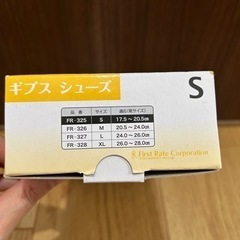 ギプス シューズ
S
品番 サイズ 適応(足サイズ)
FR-325 S 17.5～20.5cm
FR-326 M 20.5～24.0cm
FR-327 L 24.0～26.0cm
FR-328 XL 26.0～28.0cm
First Rate Corporation